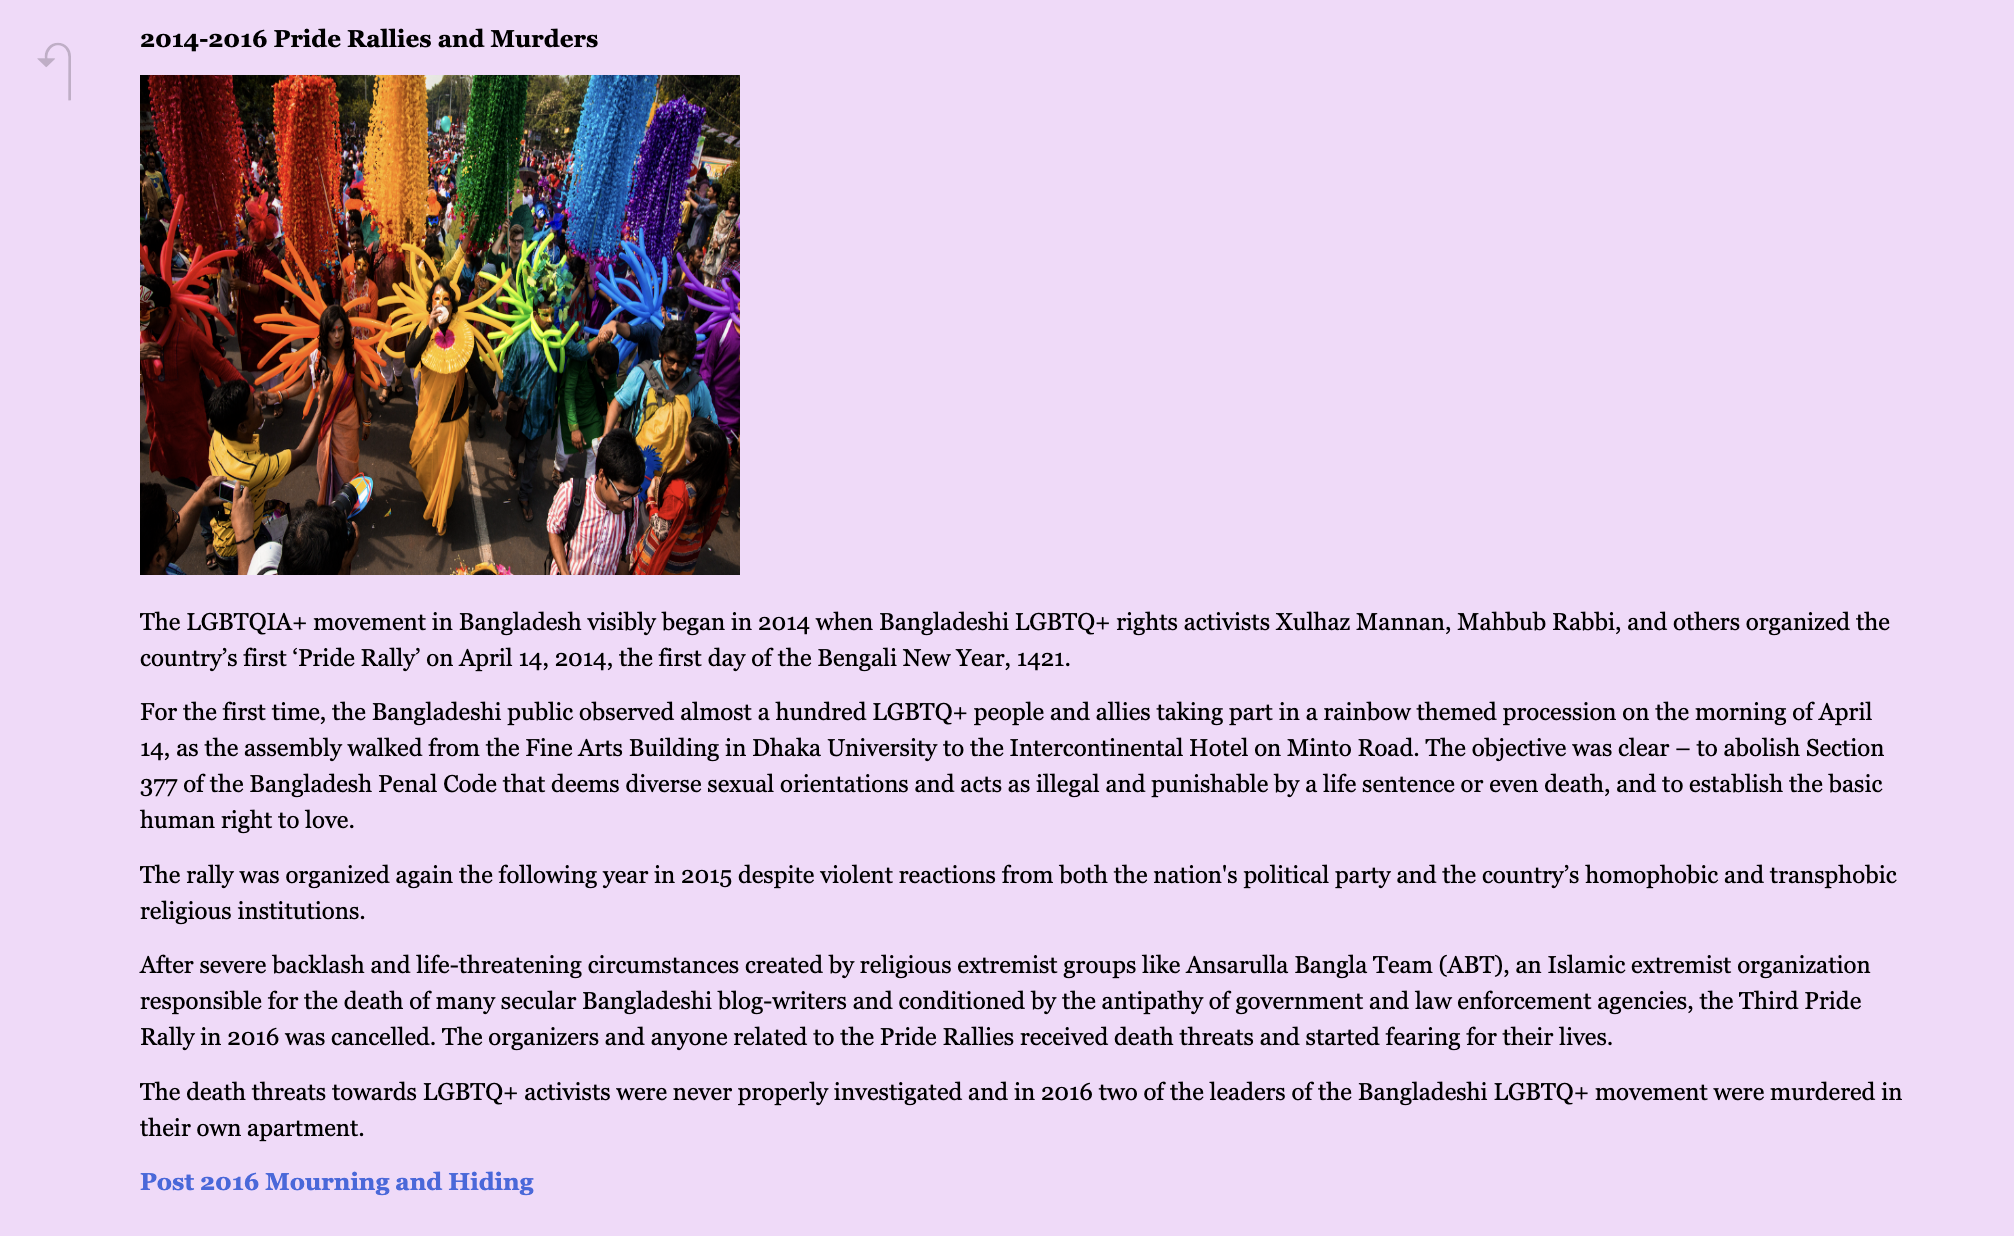 2014-2016 Pride Rallies and Murders
The LGBTQIA+ movement in Bangladesh visibly began in 2014 when Bangladeshi LGBTQ+ rights activists Xulhaz Mannan, Mahbub Rabbi, and others organized the
country’s first ‘Pride Rally’ on April 14, 2014, the first day of the Bengali New Year, 1421.
For the first time, the Bangladeshi public observed almost a hundred LGBTQ+ people and allies taking part in a rainbow themed procession on the morning of April
14, as the assembly walked from the Fine Arts Building in Dhaka University to the Intercontinental Hotel on Minto Road. The objective was clear – to abolish Section
377 of the Bangladesh Penal Code that deems diverse sexual orientations and acts as illegal and punishable by a life sentence or even death, and to establish the basic
human right to love.
The rally was organized again the following year in 2015 despite violent reactions from both the nation's political party and the country’s homophobic and transphobic
religious institutions.
After severe backlash and life-threatening circumstances created by religious extremist groups like Ansarulla Bangla Team (ABT), an Islamic extremist organization
responsible for the death of many secular Bangladeshi blog-writers and conditioned by the antipathy of government and law enforcement agencies, the Third Pride
Rally in 2016 was cancelled. The organizers and anyone related to the Pride Rallies received death threats and started fearing for their lives.
The death threats towards LGBTQ+ activists were never properly investigated and in 2016 two of the leaders of the Bangladeshi LGBTQ+ movement were murdered in
their own apartment.
Post 2016 Mourning and Hiding